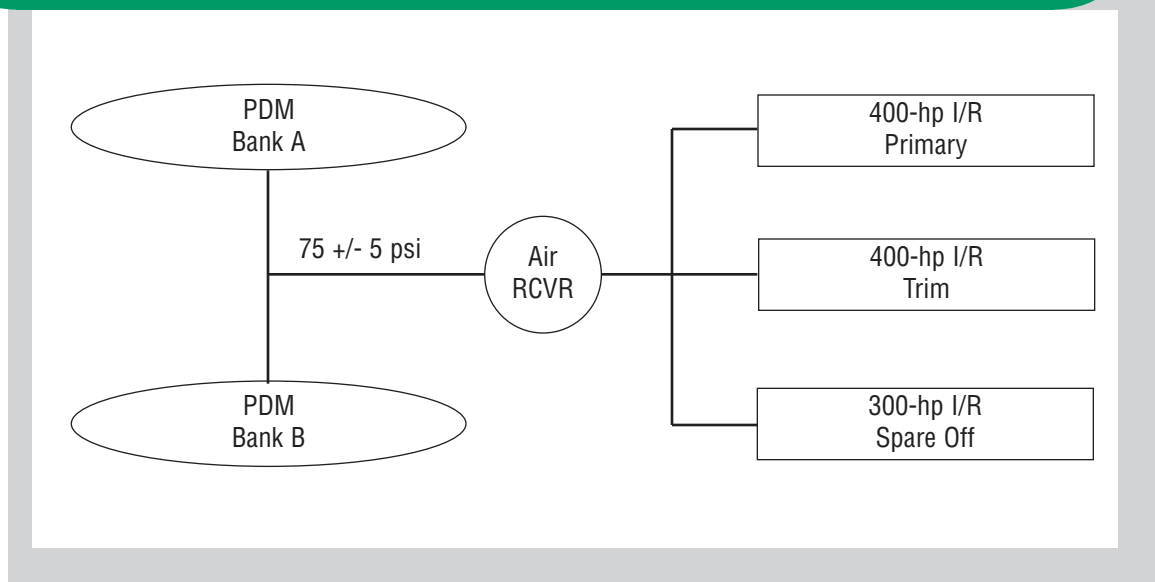 PDM
Bank A
400-hp I/R
Primary
75 +/- 5 psi
Air
RCVR
400-hp I/R
Trim
PDM
Bank B
300-hp I/R
Spare Off